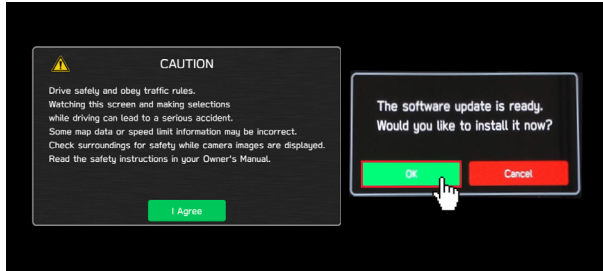 CAUTION
Drive safely and obey traffic rules.
Watching this screen and making selections
while driving can lead to a serious accident.
Some map data or speed limit information may be incorrect.
Check surroundings for safety while camera images are displayed.
Read the safety instructions in your Owner's Manual.
I Agree
The software update is ready.
Would you like to install it now?
OK
Cancel